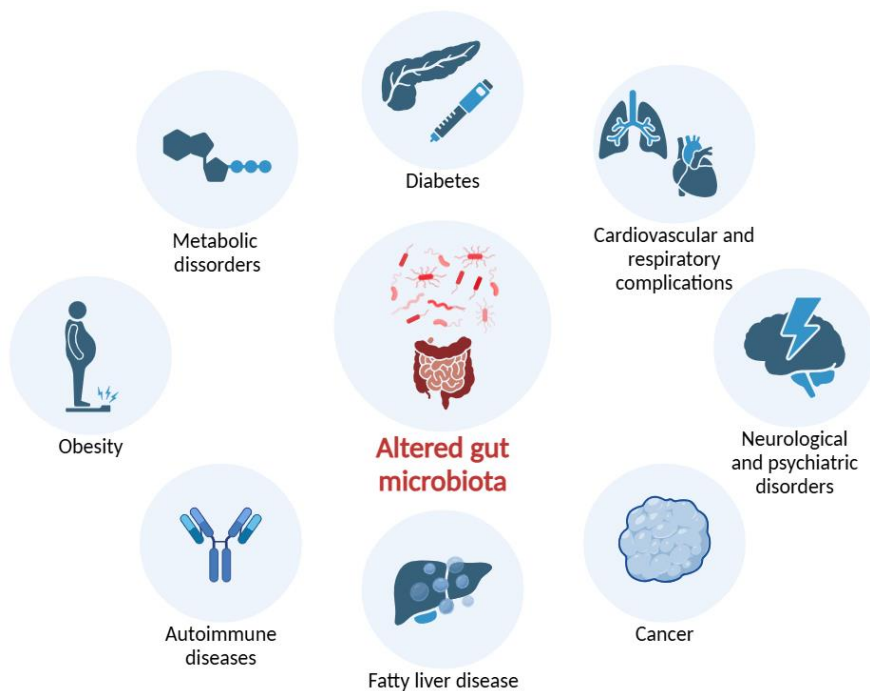 Diabetes
Metabolic
dissorders
Cardiovascular and
respiratory
complications
Obesity
Altered gut
microbiota
Neurological
and psychiatric
disorders
Autoimmune
diseases
Cancer
Fatty liver disease